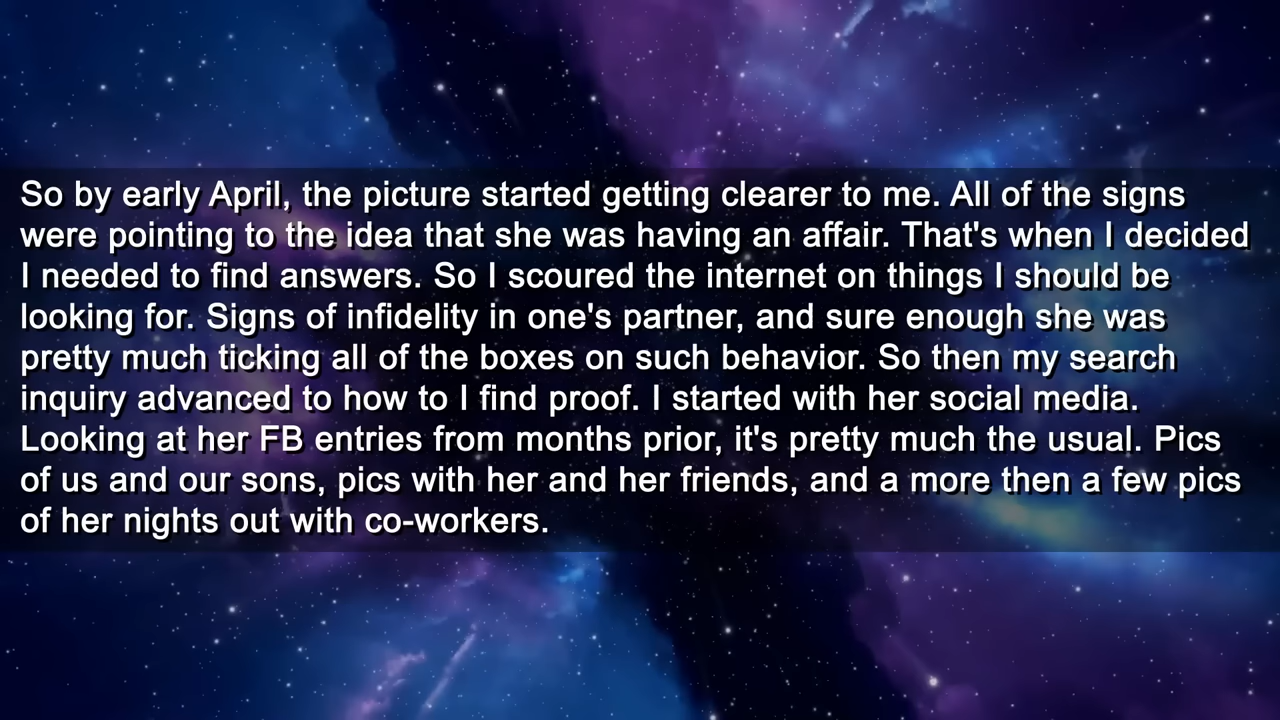 So by early April, the picture started getting clearer to me. All of the signs
were pointing to the idea that she was having an affair. That's when I decided
I needed to find answers. So I scoured the internet on things I should be
looking for. Signs of infidelity in one's partner, and sure enough she was
pretty much ticking all of the boxes on such behavior. So then my search
inquiry advanced to how to I find proof. I started with her social media.
Looking at her FB entries from months prior, it's pretty much the usual. Pics
of us and our sons, pics with her and her friends, and a more then a few pics
of her nights out with co-workers.